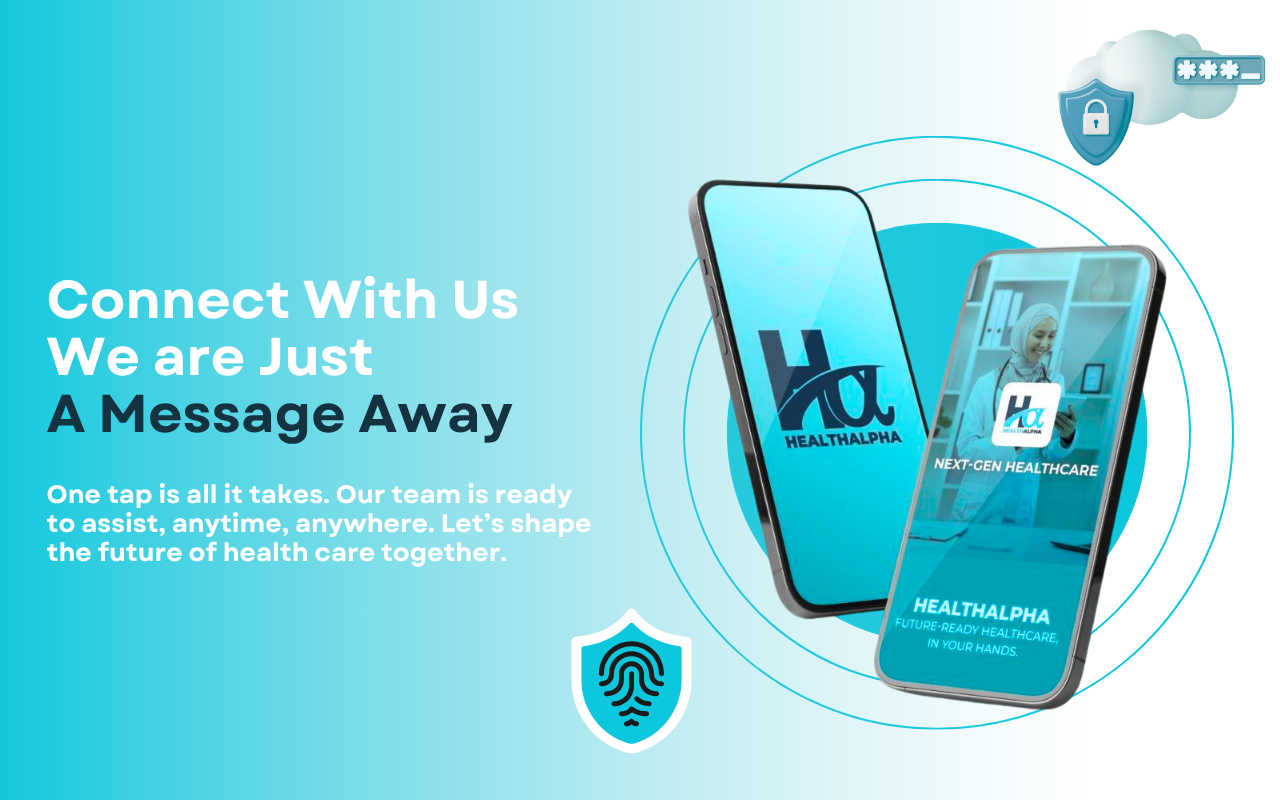 ***_
Connect With Us
We are Just
A Message Away
One tap is all it takes. Our team is ready
to assist, anytime, anywhere. Let’s shape
the future of health care together.
Ha
HEALTHALPHA
Ha
HEALTHALPHA
NEXT-GEN HEALTHCARE
HEALTHALPHA
FUTURE-READY HEALTHCARE,
IN YOUR HANDS.